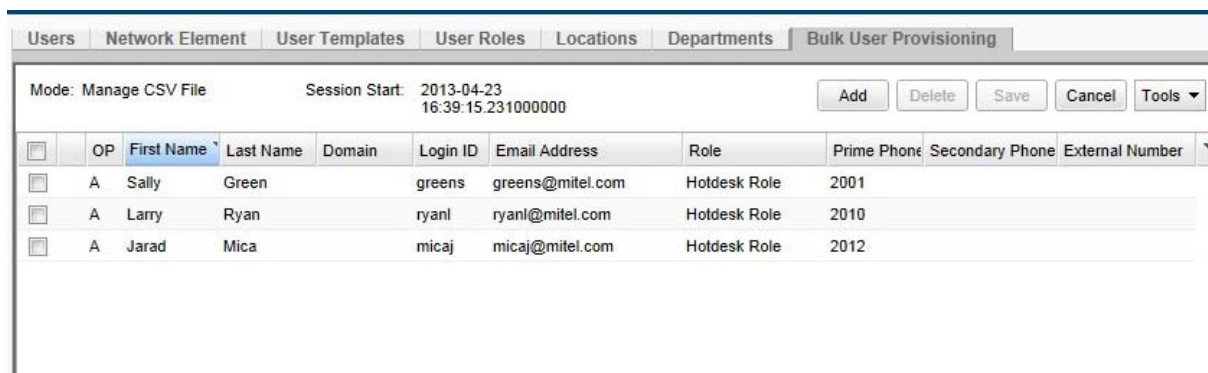 Users Network Element User Templates User Roles Locations Departments Bulk User Provisioning
Mode: Manage CSV File Session Start: 2013-04-23 Add Delete Save Cancel Tools
16:39:15.231000000
OP First Name Last Name Domain Login ID Email Address Role Prime Phone Secondary Phone External Number
A Sally Green greens greens@mitel.com Hotdesk Role 2001
A Larry Ryan ryanl ryanl@mitel.com Hotdesk Role 2010
A Jarad Mica micaj micaj@mitel.com Hotdesk Role 2012